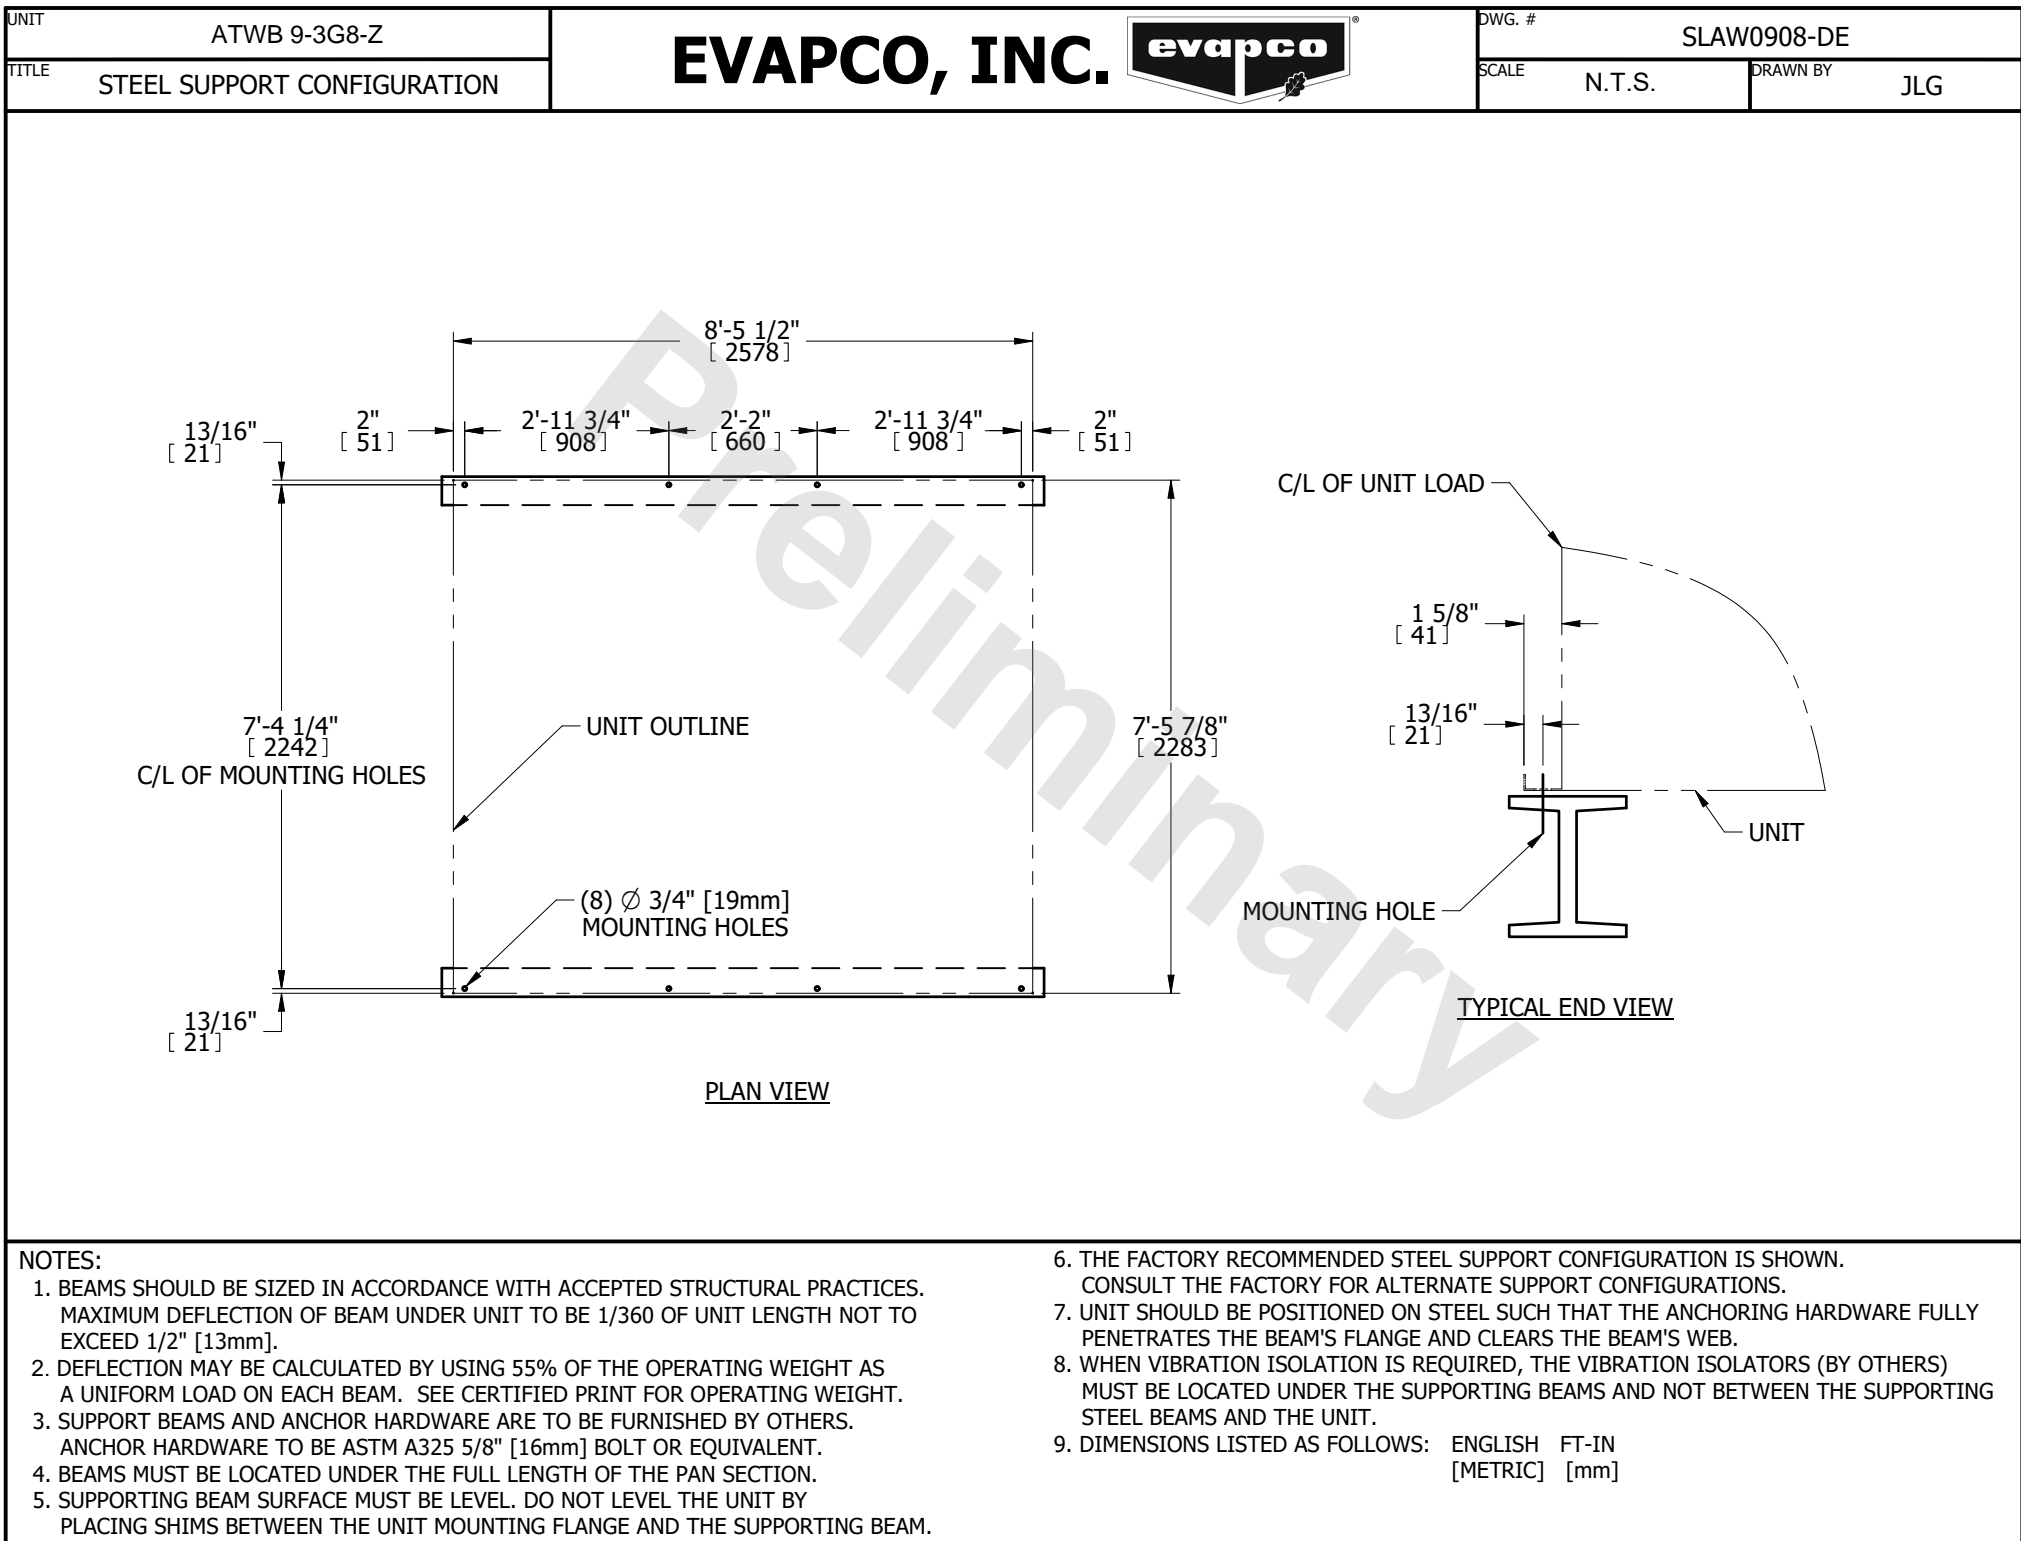 UNIT
ATWB 9-3G8-Z
TITLE
STEEL SUPPORT CONFIGURATION
EVAPCO, INC.
evapco ®
DWG. #
SLAW0908-DE
SCALE
N.T.S.
DRAWN BY
JLG
8'-5 1/2"
[ 2578 ]
13/16"
[ 21 ]
2"
[ 51 ]
2'-11 3/4"
[ 908 ]
2'-2"
[ 660 ]
2'-11 3/4"
[ 908 ]
2"
[ 51 ]
7'-4 1/4"
[ 2242 ]
C/L OF MOUNTING HOLES
UNIT OUTLINE
7'-5 7/8"
[ 2283 ]
(8) ∅ 3/4" [19mm]
MOUNTING HOLES
13/16"
[ 21 ]
PLAN VIEW
C/L OF UNIT LOAD
1 5/8"
[ 41 ]
13/16"
[ 21 ]
UNIT
MOUNTING HOLE
TYPICAL END VIEW
Preliminary
NOTES:
1. BEAMS SHOULD BE SIZED IN ACCORDANCE WITH ACCEPTED STRUCTURAL PRACTICES.
MAXIMUM DEFLECTION OF BEAM UNDER UNIT TO BE 1/360 OF UNIT LENGTH NOT TO
EXCEED 1/2" [13mm].
2. DEFLECTION MAY BE CALCULATED BY USING 55% OF THE OPERATING WEIGHT AS
A UNIFORM LOAD ON EACH BEAM. SEE CERTIFIED PRINT FOR OPERATING WEIGHT.
3. SUPPORT BEAMS AND ANCHOR HARDWARE ARE TO BE FURNISHED BY OTHERS.
ANCHOR HARDWARE TO BE ASTM A325 5/8" [16mm] BOLT OR EQUIVALENT.
4. BEAMS MUST BE LOCATED UNDER THE FULL LENGTH OF THE PAN SECTION.
5. SUPPORTING BEAM SURFACE MUST BE LEVEL. DO NOT LEVEL THE UNIT BY
PLACING SHIMS BETWEEN THE UNIT MOUNTING FLANGE AND THE SUPPORTING BEAM.
6. THE FACTORY RECOMMENDED STEEL SUPPORT CONFIGURATION IS SHOWN.
CONSULT THE FACTORY FOR ALTERNATE SUPPORT CONFIGURATIONS.
7. UNIT SHOULD BE POSITIONED ON STEEL SUCH THAT THE ANCHORING HARDWARE FULLY
PENETRATES THE BEAM'S FLANGE AND CLEARS THE BEAM'S WEB.
8. WHEN VIBRATION ISOLATION IS REQUIRED, THE VIBRATION ISOLATORS (BY OTHERS)
MUST BE LOCATED UNDER THE SUPPORTING BEAMS AND NOT BETWEEN THE SUPPORTING
STEEL BEAMS AND THE UNIT.
9. DIMENSIONS LISTED AS FOLLOWS: ENGLISH FT-IN
[METRIC] [mm]